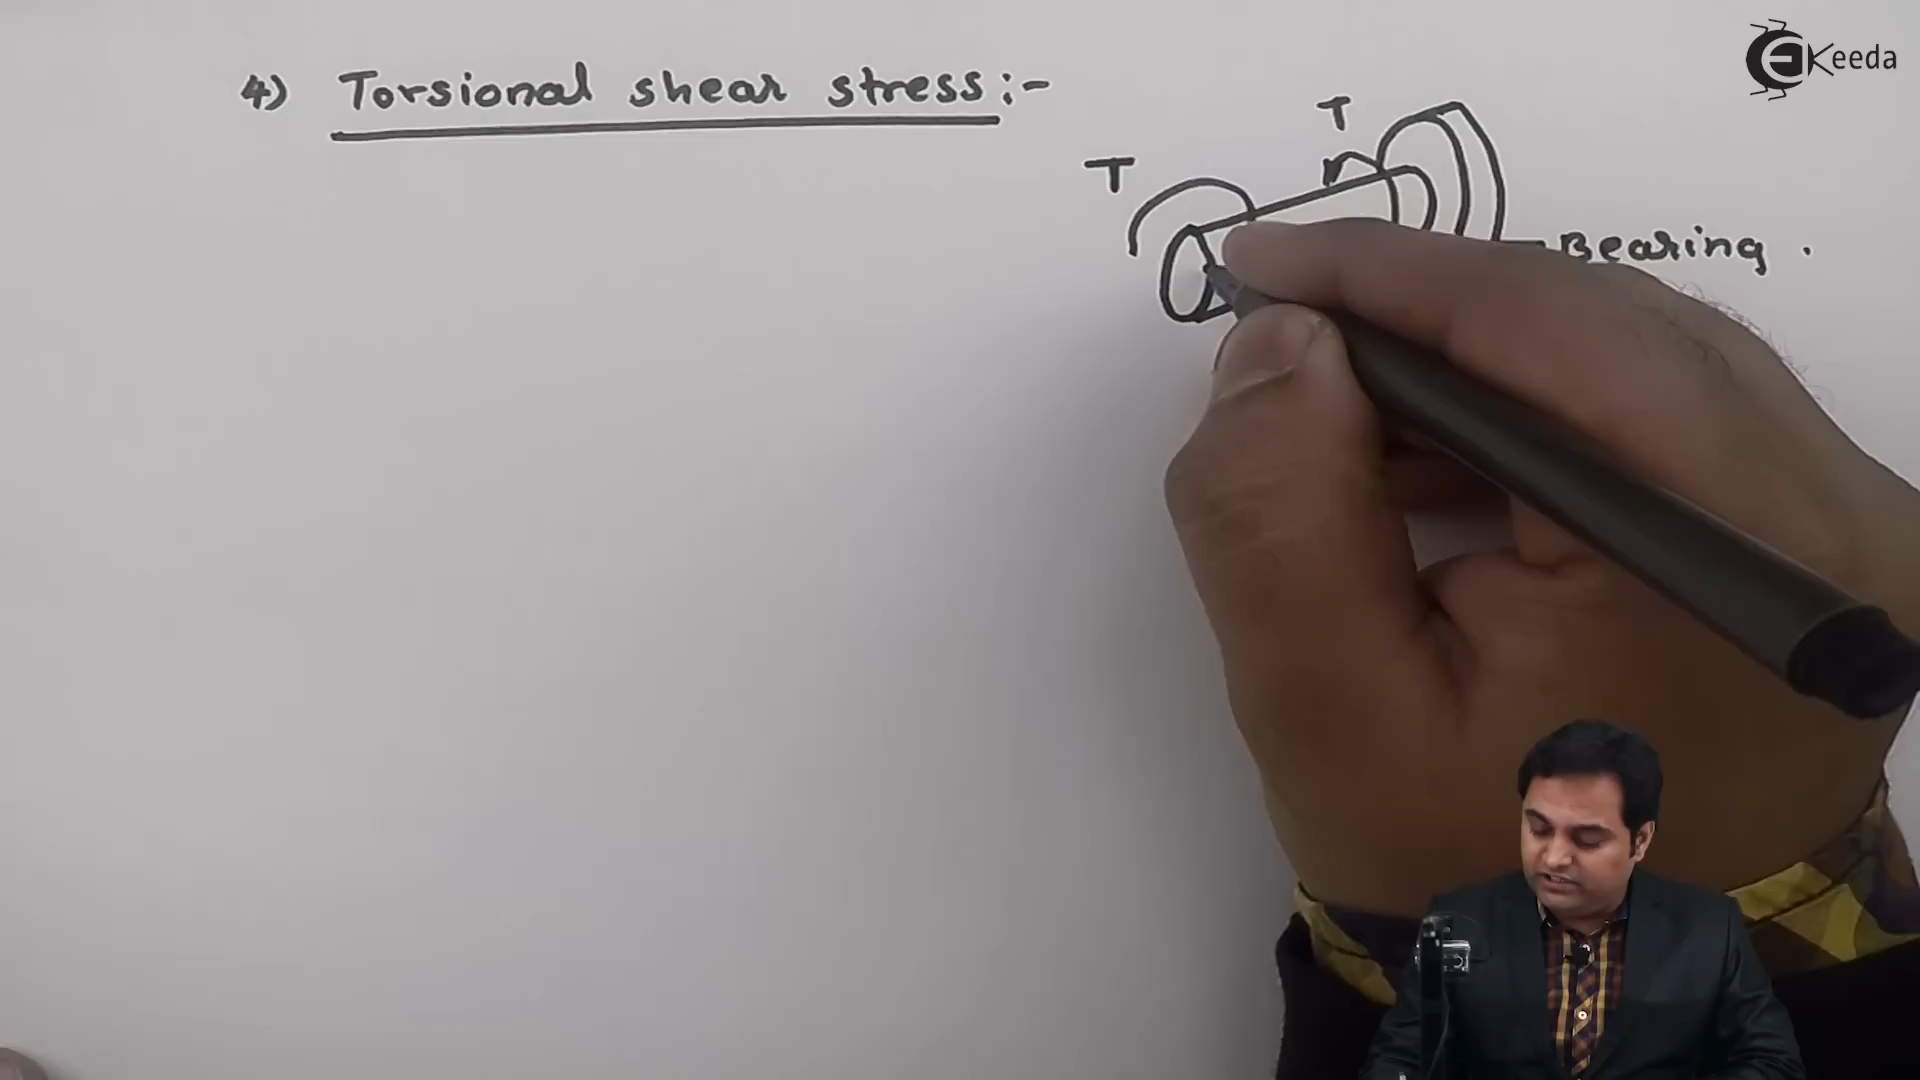 4) Torsional shear stress :-
T
T
Bearing .
eKeeda